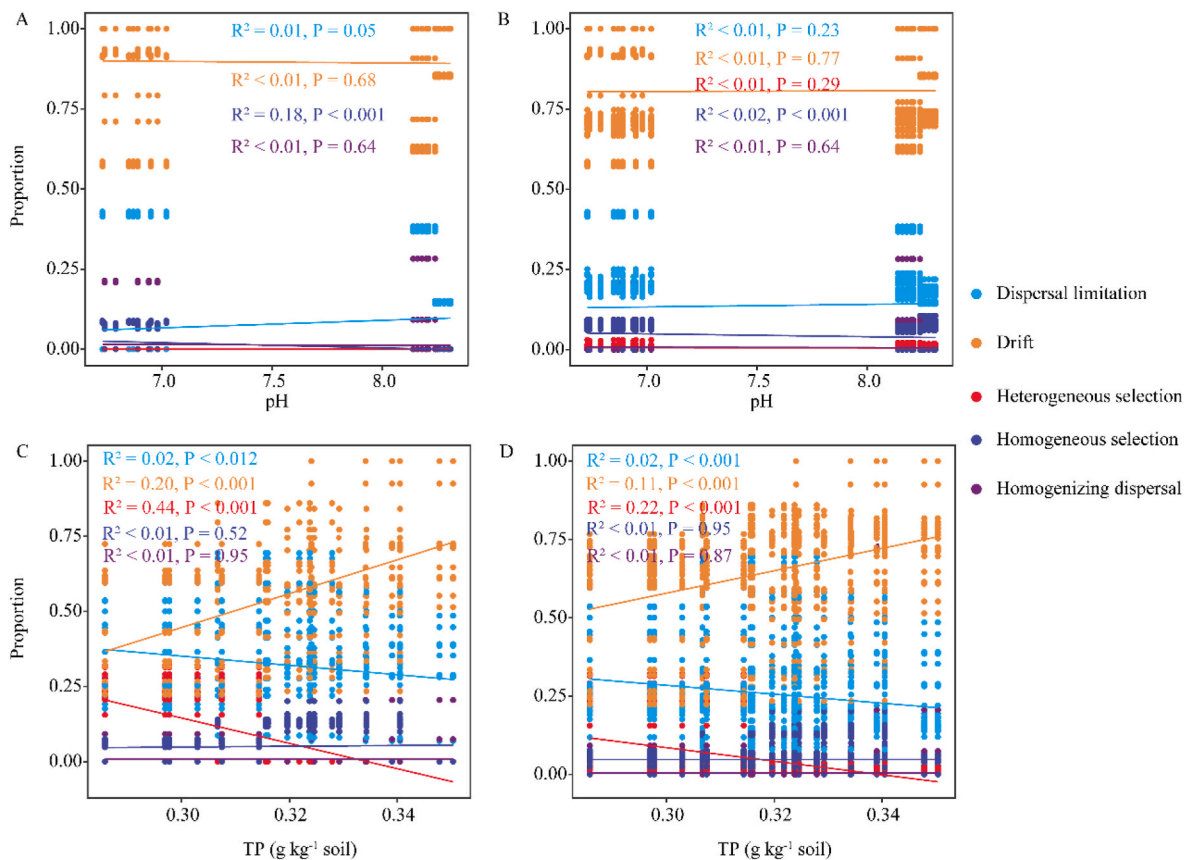 A
R² = 0.01, P = 0.05
R² < 0.01, P = 0.68
R² = 0.18, P < 0.001
R² < 0.01, P = 0.64
1.00
0.75
0.50
0.25
0.00
Proportion
7.0
7.5
8.0
pH
B
R² < 0.01, P = 0.23
R² < 0.01, P = 0.77
R² < 0.01, P = 0.29
R² < 0.02, P < 0.001
R² < 0.01, P = 0.64
1.00
0.75
0.50
0.25
0.00
7.0
7.5
8.0
pH
Dispersal limitation
Drift
Heterogeneous selection
Homogeneous selection
Homogenizing dispersal
C
R² = 0.02, P < 0.012
R² = 0.20, P < 0.001
R² = 0.44, P < 0.001
R² < 0.01, P = 0.52
R² < 0.01, P = 0.95
1.00
0.75
0.50
0.25
0.00
Proportion
0.30
0.32
0.34
TP (g kg⁻¹ soil)
D
R² = 0.02, P < 0.001
R² = 0.11, P < 0.001
R² = 0.22, P < 0.001
R² < 0.01, P = 0.95
R² < 0.01, P = 0.87
1.00
0.75
0.50
0.25
0.00
0.30
0.32
0.34
TP (g kg⁻¹ soil)